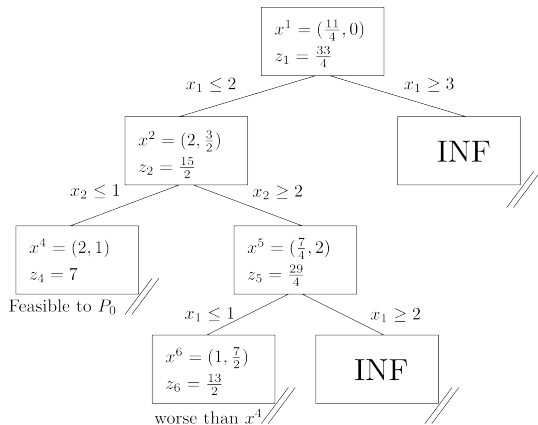 x^1 = (11/4, 0)
z_1 = 33/4
x_1 ≤ 2
x_1 ≥ 3
x^2 = (2, 3/2)
z_2 = 15/2
INF
x_2 ≤ 1
x_2 ≥ 2
x^4 = (2, 1)
z_4 = 7
Feasible to P_0
x^5 = (7/4, 2)
z_5 = 29/4
x_1 ≤ 1
x_1 ≥ 2
x^6 = (1, 7/2)
z_6 = 13/2
worse than x^4
INF